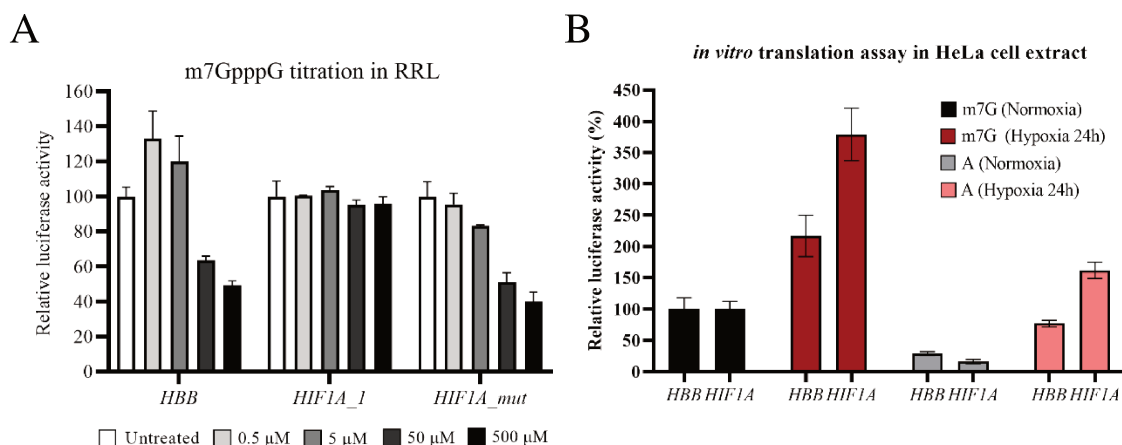 A
m7GpppG titration in RRL
Relative luciferase activity
160
140
120
100
80
60
40
20
0
HBB
HIF1A_1
HIF1A_mut
Untreated
0.5 µM
5 µM
50 µM
500 µM
B
in vitro translation assay in HeLa cell extract
Relative luciferase activity (%)
450
400
350
300
250
200
150
100
50
0
m7G (Normoxia)
m7G (Hypoxia 24h)
A (Normoxia)
A (Hypoxia 24h)
HBB HIF1A
HBB HIF1A
HBB HIF1A
HBB HIF1A